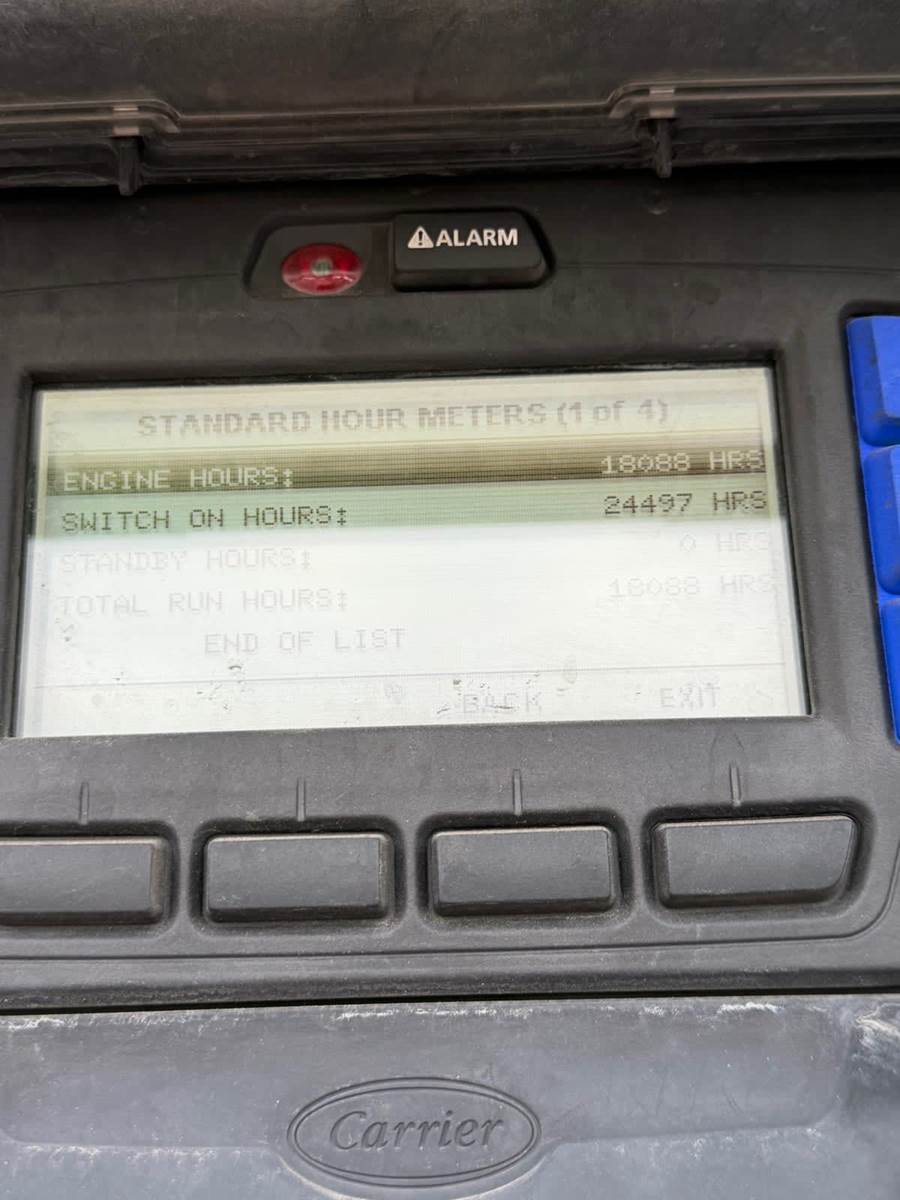 ALARM
STANDARD HOUR METERS (1 of 4)
ENGINE HOURS: 18088 HRS
SWITCH ON HOURS: 24497 HRS
STANDBY HOURS: 0 HRS
TOTAL RUN HOURS: 18088 HRS
END OF LIST
BACK EXIT
Carrier